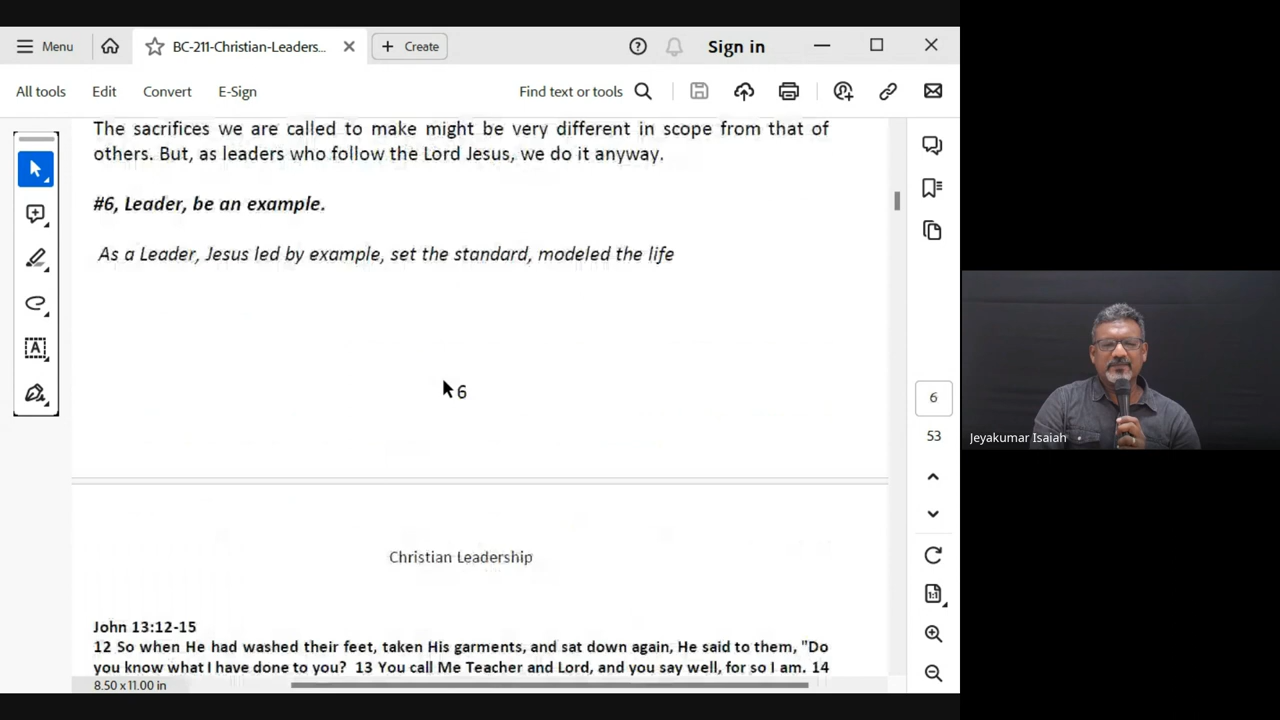 Menu
BC-211-Christian-Leaders...
Create
Sign in
All tools Edit Convert E-Sign
Find text or tools
The sacrifices we are called to make might be very different in scope from that of
others. But, as leaders who follow the Lord Jesus, we do it anyway.
#6, Leader, be an example.
As a Leader, Jesus led by example, set the standard, modeled the life
6
6
53
Jeyakumar Isaiah
Christian Leadership
John 13:12-15
12 So when He had washed their feet, taken His garments, and sat down again, He said to them, "Do
you know what I have done to you? 13 You call Me Teacher and Lord, and you say well, for so I am. 14
8.50 x 11.00 in